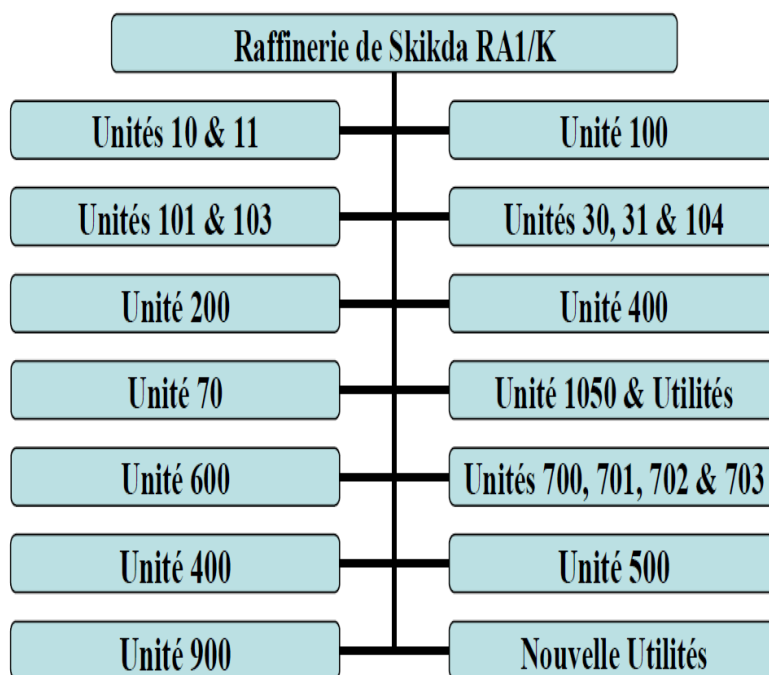 Raffinerie de Skikda RA1/K
Unités 10 & 11
Unité 100
Unités 101 & 103
Unités 30, 31 & 104
Unité 200
Unité 400
Unité 70
Unité 1050 & Utilités
Unité 600
Unités 700, 701, 702 & 703
Unité 400
Unité 500
Unité 900
Nouvelle Utilités